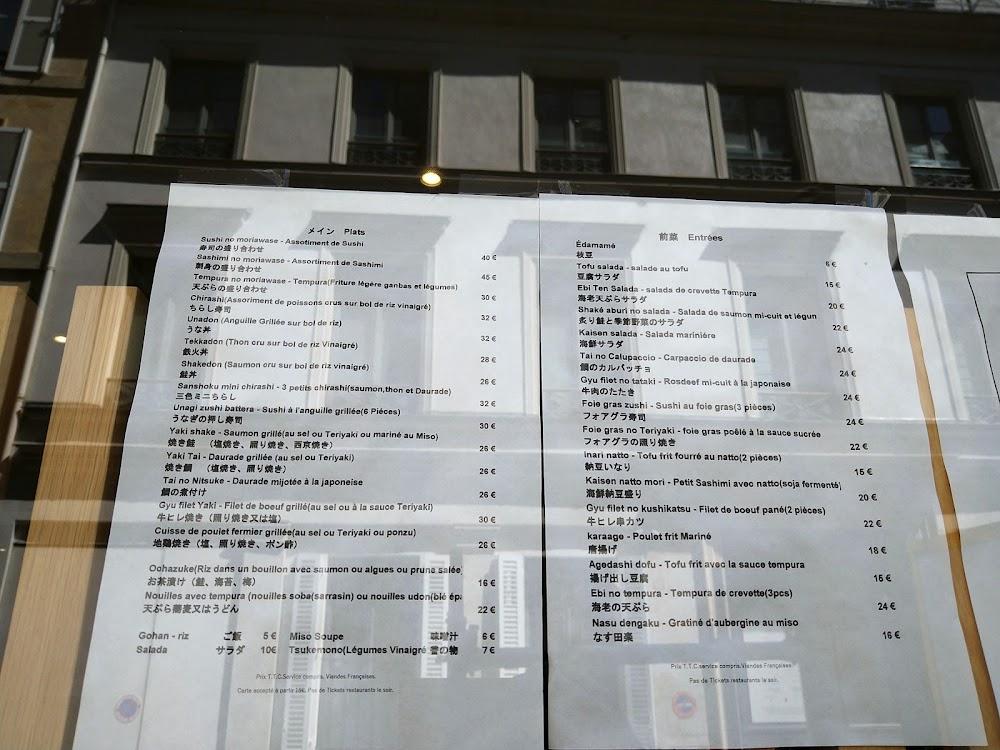 メイン Plats
Sushi no moriawase - Assortiment de Sushi
寿司の盛り合わせ 40 €
Sashimi no moriawase - Assortment de Sashimi
刺身の盛り合わせ 45 €
Tempura no moriawase - Tempura(Friture légère ganbas et légumes)
天ぷらの盛り合わせ 30 €
Chirashi(Assoriment de poissons crus sur bol de riz vinaigré)
ちらし寿司 32 €
Unadon (Anguille Grillée sur bol de riz)
うな丼 32 €
Tekkadon (Thon cru sur bol de riz Vinaigré)
鉄火丼 28 €
Shakedon (Saumon cru sur bol de riz Vinaigré)
鮭丼 26 €
Sanshoku mini chirashi - 3 petits chirashi(saumon,thon et Daurade)
三色ミニちらし 32 €
Unagi zushi battera - Sushi à l'anguille grillée(6 Pièces)
うなぎの押し寿司 30 €
Yaki shake - Saumon grillé(au sel ou Teriyaki ou mariné au Miso)
焼き鮭 (塩焼き、照り焼き、西京焼き) 26 €
Yaki Tai - Daurade grillée (au sel ou Teriyaki)
焼き鯛 (塩焼き、照り焼き) 26 €
Tai no Nitsuke - Daurade mijotée à la japonaise
鯛の煮付け 26 €
Gyu filet Yaki - Filet de boeuf grillé(au sel ou à la sauce Teriyaki)
牛ヒレ焼き (照り焼き又は塩) 30 €
Cuisse de poulet fermier grillée(au sel ou Teriyaki ou ponzu)
地鶏焼き (塩、照り焼き、ポン酢) 26 €
Oohazuke(Riz dans un bouillon avec saumon ou algues ou prune salée)
お茶漬け (鮭、海苔、梅) 16 €
Nouilles avec tempura (nouilles soba(sarrasin) ou nouilles udon(blé épa
天ぷら蕎麦又はうどん 22 €
Gohan - riz ご飯 5 € Miso Soupe 味噌汁 6 €
Salada サラダ 10€ Tsukemono(Légumes Vinaigré の物 7 €
Prix T.T.C.service compris. Viandes Françaises.
Carte accepté à partir 16€. Pas de Tickets restaurants le soir.
前菜 Entrées
Édamamé
枝豆 6 €
Tofu salada - salade au tofu
豆腐サラダ 15 €
Ebi Ten Salada - salada de crevette Tempura
海老天ぷらサラダ 20 €
Shaké aburi no salada - Salada de saumon mi-cuit et légun
炙り鮭と季節野菜のサラダ 22 €
Kaisen salada - Salada marinière
海鮮サラダ 24 €
Tai no Calupaccio - Carpaccio de daurade
鯛のカルパッチョ 24 €
Gyu filet no tataki - Rosdeef mi-cuit à la japonaise
牛肉のたたき 24 €
Foie gras zushi - Sushi au foie gras(3 pièces)
フォアグラ寿司 24 €
Foie gras no Teriyaki - foie gras poêlé à la sauce sucrée
フォアグラの照り焼き 22 €
inari natto - Tofu frit fourré au natto(2 pièces)
納豆いなり 15 €
Kaisen natto mori - Petit Sashimi avec natto(soja fermenté)
海鮮納豆盛り 20 €
Gyu filet no kushikatsu - Filet de boeuf pané(2 pièces)
牛ヒレ串カツ 22 €
karaage - Poulet frit Mariné
唐揚げ 18 €
Agedashi dofu - Tofu frit avec la sauce tempura
揚げ出し豆腐 15 €
Ebi no tempura - Tempura de crevette(3pcs)
海老の天ぷら 24 €
Nasu dengaku - Gratiné d'aubergine au miso
なす田楽 16 €
Prix T.T.C.service compris. Viandes Françaises.
Pas de Tickets restaurants le soir.